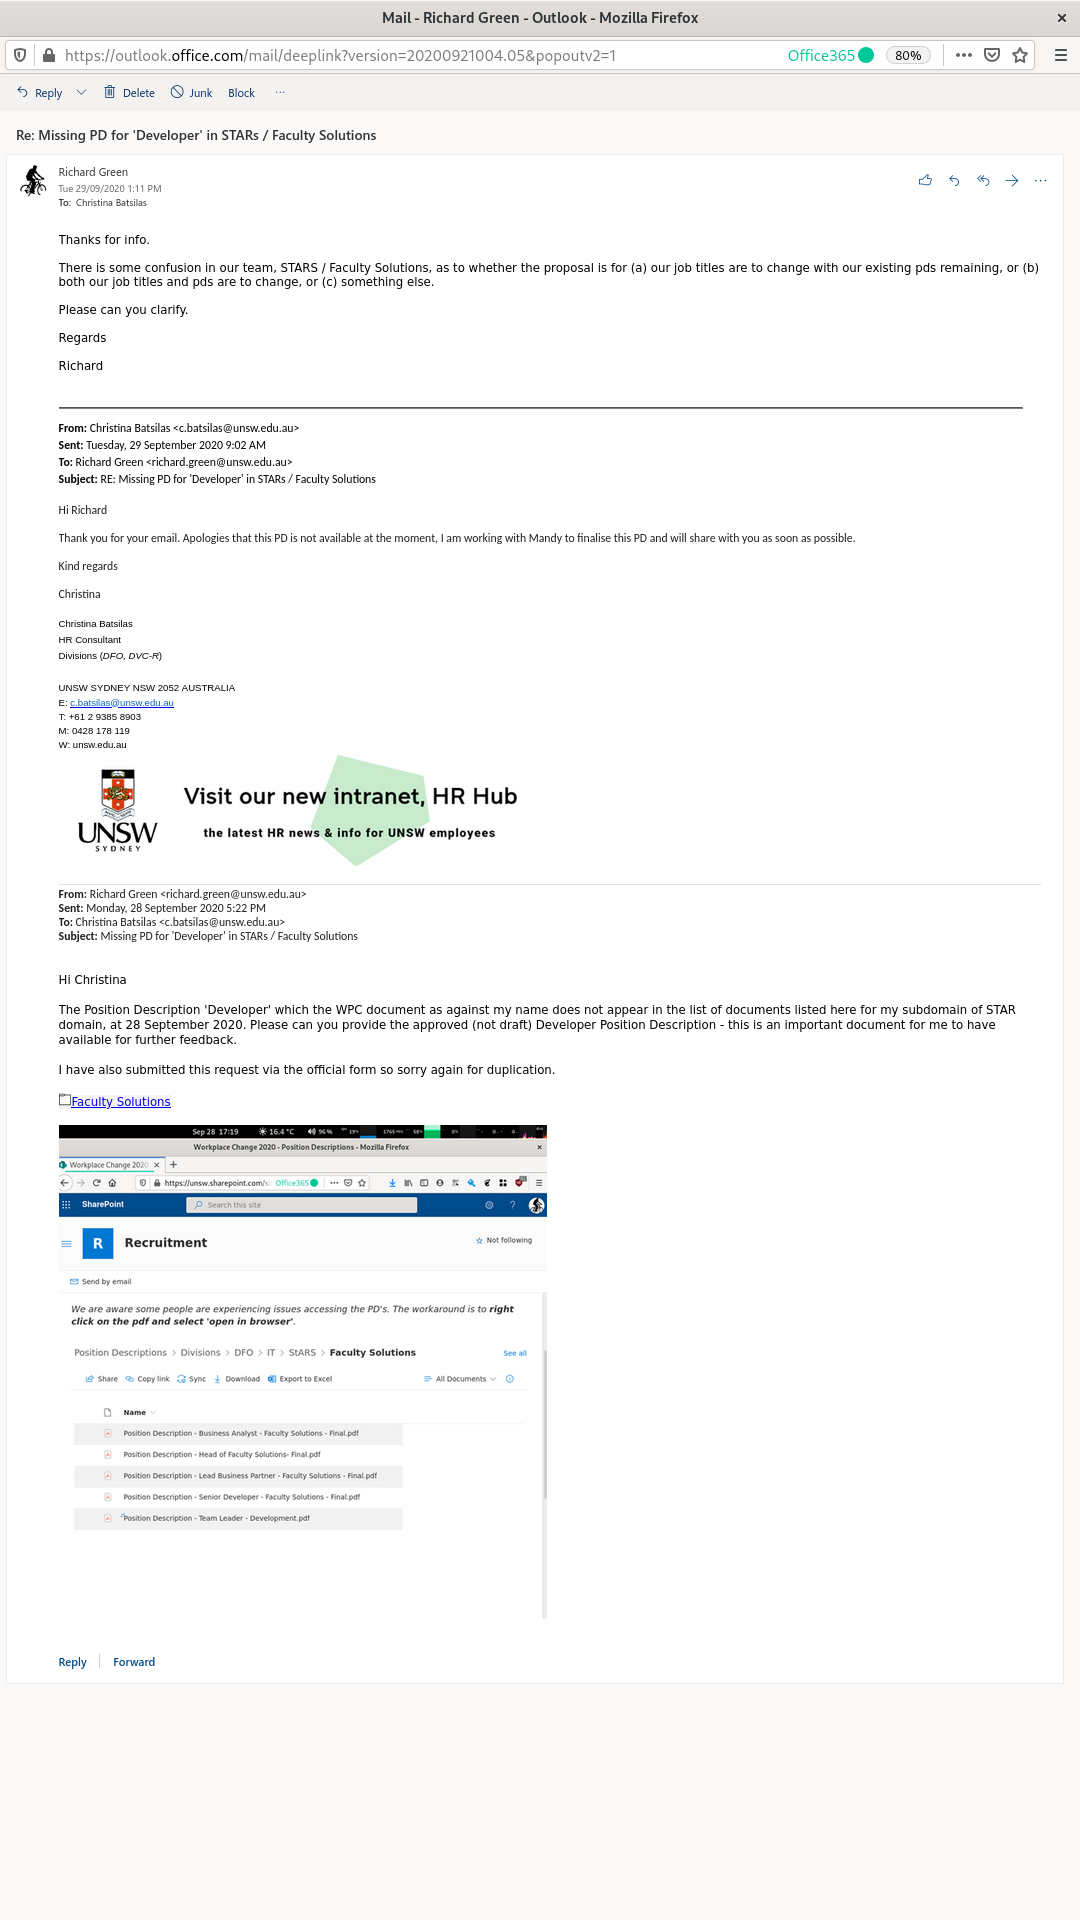 Mail - Richard Green - Outlook - Mozilla Firefox
https://outlook.office.com/mail/deeplink?version=20200921004.05&popoutv2=1
Office365
80%
Reply
Delete
Junk
Block
Re: Missing PD for 'Developer' in STARs / Faculty Solutions
Richard Green
Tue 29/09/2020 1:11 PM
To: Christina Batsilas
Thanks for info.
There is some confusion in our team, STARS / Faculty Solutions, as to whether the proposal is for (a) our job titles are to change with our existing pds remaining, or (b)
both our job titles and pds are to change, or (c) something else.
Please can you clarify.
Regards
Richard
From: Christina Batsilas <c.batsilas@unsw.edu.au>
Sent: Tuesday, 29 September 2020 9:02 AM
To: Richard Green <richard.green@unsw.edu.au>
Subject: RE: Missing PD for 'Developer' in STARs / Faculty Solutions
Hi Richard
Thank you for your email. Apologies that this PD is not available at the moment, I am working with Mandy to finalise this PD and will share with you as soon as possible.
Kind regards
Christina
Christina Batsilas
HR Consultant
Divisions (DFO, DVC-R)
UNSW SYDNEY NSW 2052 AUSTRALIA
E: c.batsilas@unsw.edu.au
T: +61 2 9385 8903
M: 0428 178 119
W: unsw.edu.au
UNSW
SYDNEY
Visit our new intranet, HR Hub
the latest HR news & info for UNSW employees
From: Richard Green <richard.green@unsw.edu.au>
Sent: Monday, 28 September 2020 5:22 PM
To: Christina Batsilas <c.batsilas@unsw.edu.au>
Subject: Missing PD for 'Developer' in STARs / Faculty Solutions
Hi Christina
The Position Description 'Developer' which the WPC document as against my name does not appear in the list of documents listed here for my subdomain of STAR
domain, at 28 September 2020. Please can you provide the approved (not draft) Developer Position Description - this is an important document for me to have
available for further feedback.
I have also submitted this request via the official form so sorry again for duplication.
Faculty Solutions
Sep 28 17:19 16.4 °C 96% 19% 58% 0%
Workplace Change 2020 - Position Descriptions - Mozilla Firefox
Workplace Change 2020
https://unsw.sharepoint.com/s
Office365
SharePoint
Search this site
R
Recruitment
Not following
Send by email
We are aware some people are experiencing issues accessing the PD's. The workaround is to right
click on the pdf and select 'open in browser'.
Position Descriptions > Divisions > DFO > IT > StARS > Faculty Solutions
See all
Share
Copy link
Sync
Download
Export to Excel
All Documents
Name
Position Description - Business Analyst - Faculty Solutions - Final.pdf
Position Description - Head of Faculty Solutions- Final.pdf
Position Description - Lead Business Partner - Faculty Solutions - Final.pdf
Position Description - Senior Developer - Faculty Solutions - Final.pdf
Position Description - Team Leader - Development.pdf
Reply
Forward